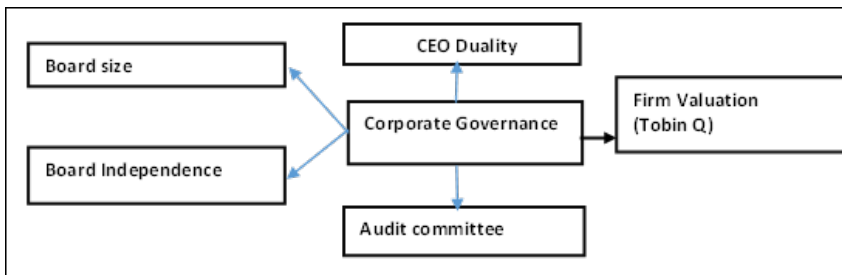 CEO Duality
Board size
Firm Valuation
(Tobin Q)
Corporate Governance
Board Independence
Audit committee